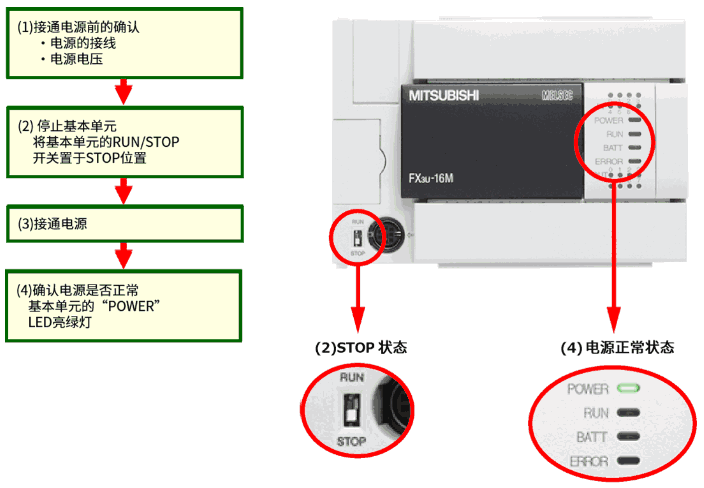 (1)接通电源前的确认
・电源的接线
・电源电压
(2) 停止基本单元
将基本单元的RUN/STOP
开关置于STOP位置
(3)接通电源
(4)确认电源是否正常
基本单元的“POWER”
LED亮绿灯
MITSUBISHI
MELSEC
FX3U-16M
POWER
RUN
BATT
ERROR
RUN
STOP
(2)STOP 状态
RUN
STOP
(4) 电源正常状态
POWER
RUN
BATT
ERROR